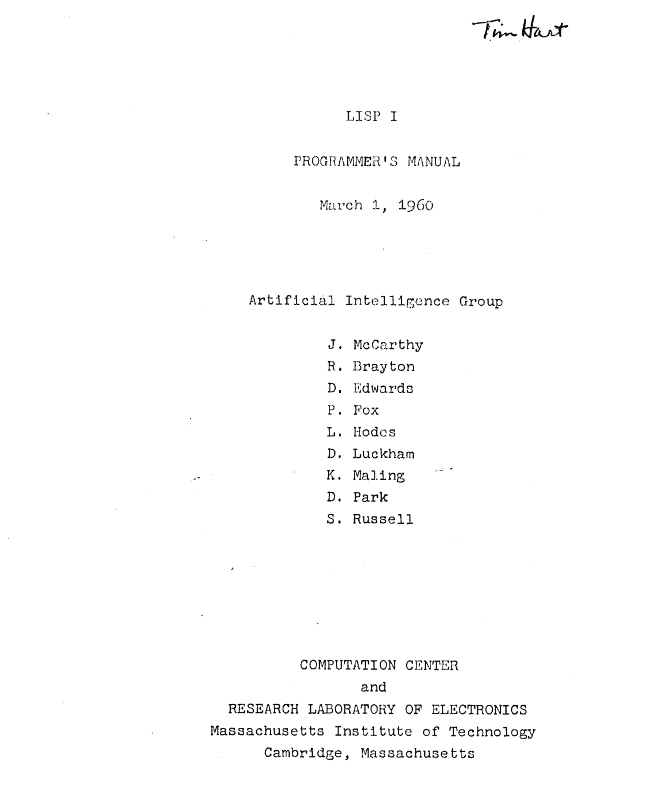 Tim Hart
LISP I
PROGRAMMER'S MANUAL
March 1, 1960
Artificial Intelligence Group
J. McCarthy
R. Brayton
D. Edwards
P. Fox
L. Hodes
D. Luckham
K. Maling
D. Park
S. Russell
COMPUTATION CENTER
and
RESEARCH LABORATORY OF ELECTRONICS
Massachusetts Institute of Technology
Cambridge, Massachusetts